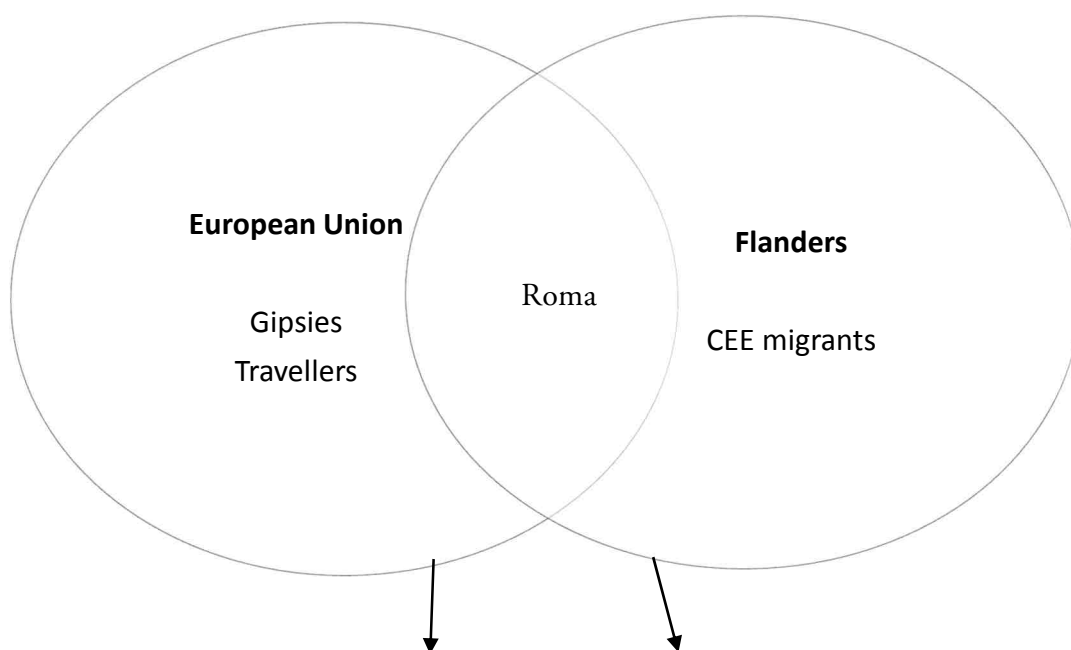 European Union
Gipsies
Travellers
Roma
Flanders
CEE migrants